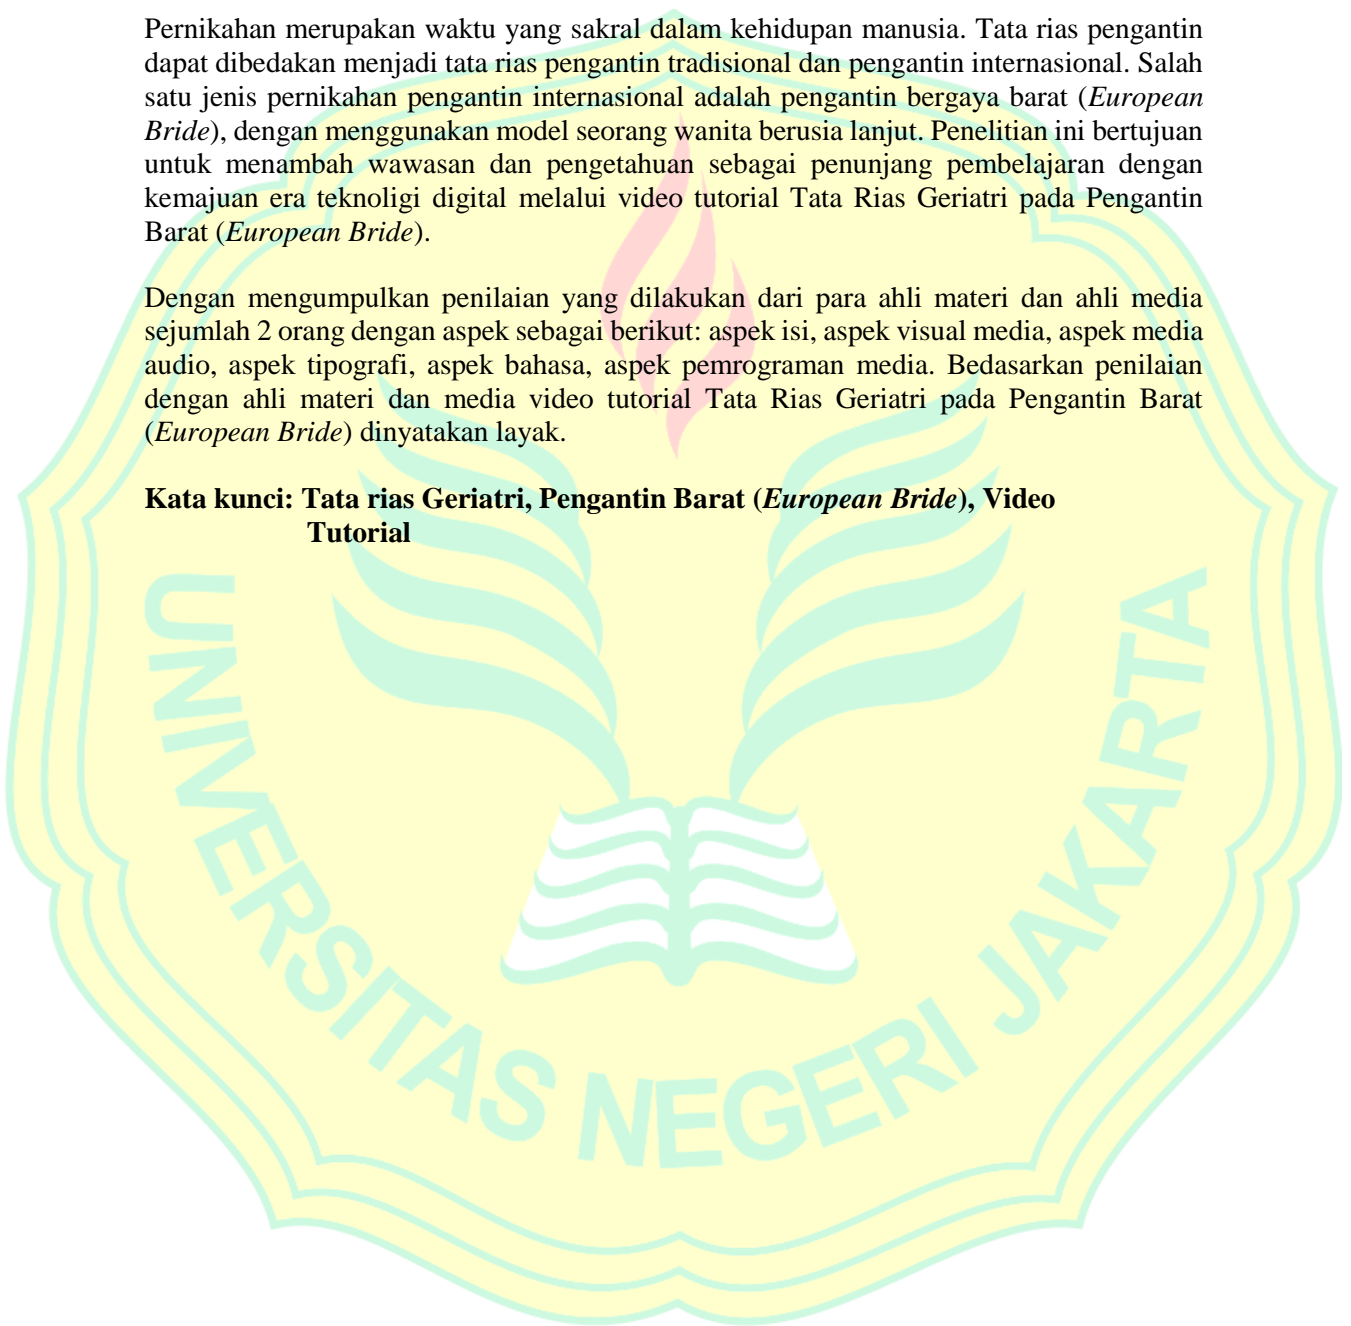 Pernikahan merupakan waktu yang sakral dalam kehidupan manusia. Tata rias pengantin
dapat dibedakan menjadi tata rias pengantin tradisional dan pengantin internasional. Salah
satu jenis pernikahan pengantin internasional adalah pengantin bergaya barat (European
Bride), dengan menggunakan model seorang wanita berusia lanjut. Penelitian ini bertujuan
untuk menambah wawasan dan pengetahuan sebagai penunjang pembelajaran dengan
kemajuan era teknoligi digital melalui video tutorial Tata Rias Geriatri pada Pengantin
Barat (European Bride).
Dengan mengumpulkan penilaian yang dilakukan dari para ahli materi dan ahli media
sejumlah 2 orang dengan aspek sebagai berikut: aspek isi, aspek visual media, aspek media
audio, aspek tipografi, aspek bahasa, aspek pemrograman media. Bedasarkan penilaian
dengan ahli materi dan media video tutorial Tata Rias Geriatri pada Pengantin Barat
(European Bride) dinyatakan layak.
Kata kunci: Tata rias Geriatri, Pengantin Barat (European Bride), Video
Tutorial
UNIVERSITAS NEGERI JAKARTA